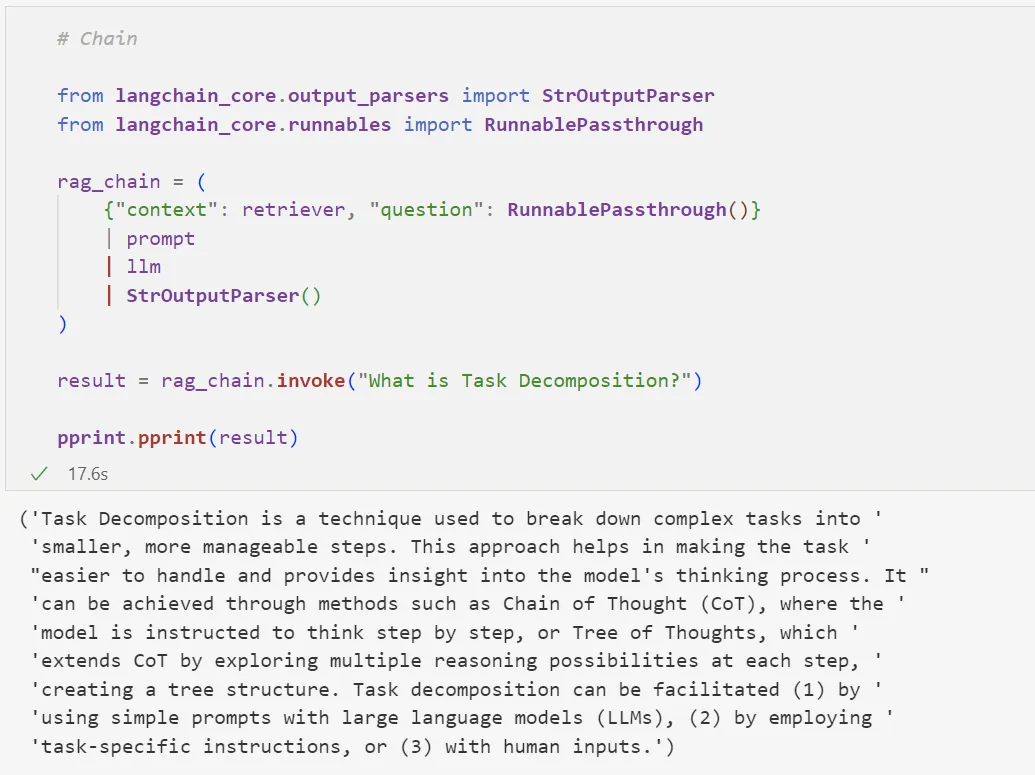 # Chain
from langchain_core.output_parsers import StrOutputParser
from langchain_core.runnables import RunnablePassthrough
rag_chain = (
    {"context": retriever, "question": RunnablePassthrough()}
    | prompt
    | llm
    | StrOutputParser()
)
result = rag_chain.invoke("What is Task Decomposition?")
pprint.pprint(result)
17.6s
('Task Decomposition is a technique used to break down complex tasks into '
 'smaller, more manageable steps. This approach helps in making the task '
 "easier to handle and provides insight into the model's thinking process. It "
 'can be achieved through methods such as Chain of Thought (CoT), where the '
 'model is instructed to think step by step, or Tree of Thoughts, which '
 'extends CoT by exploring multiple reasoning possibilities at each step, '
 'creating a tree structure. Task decomposition can be facilitated (1) by '
 'using simple prompts with large language models (LLMs), (2) by employing '
 'task-specific instructions, or (3) with human inputs.')